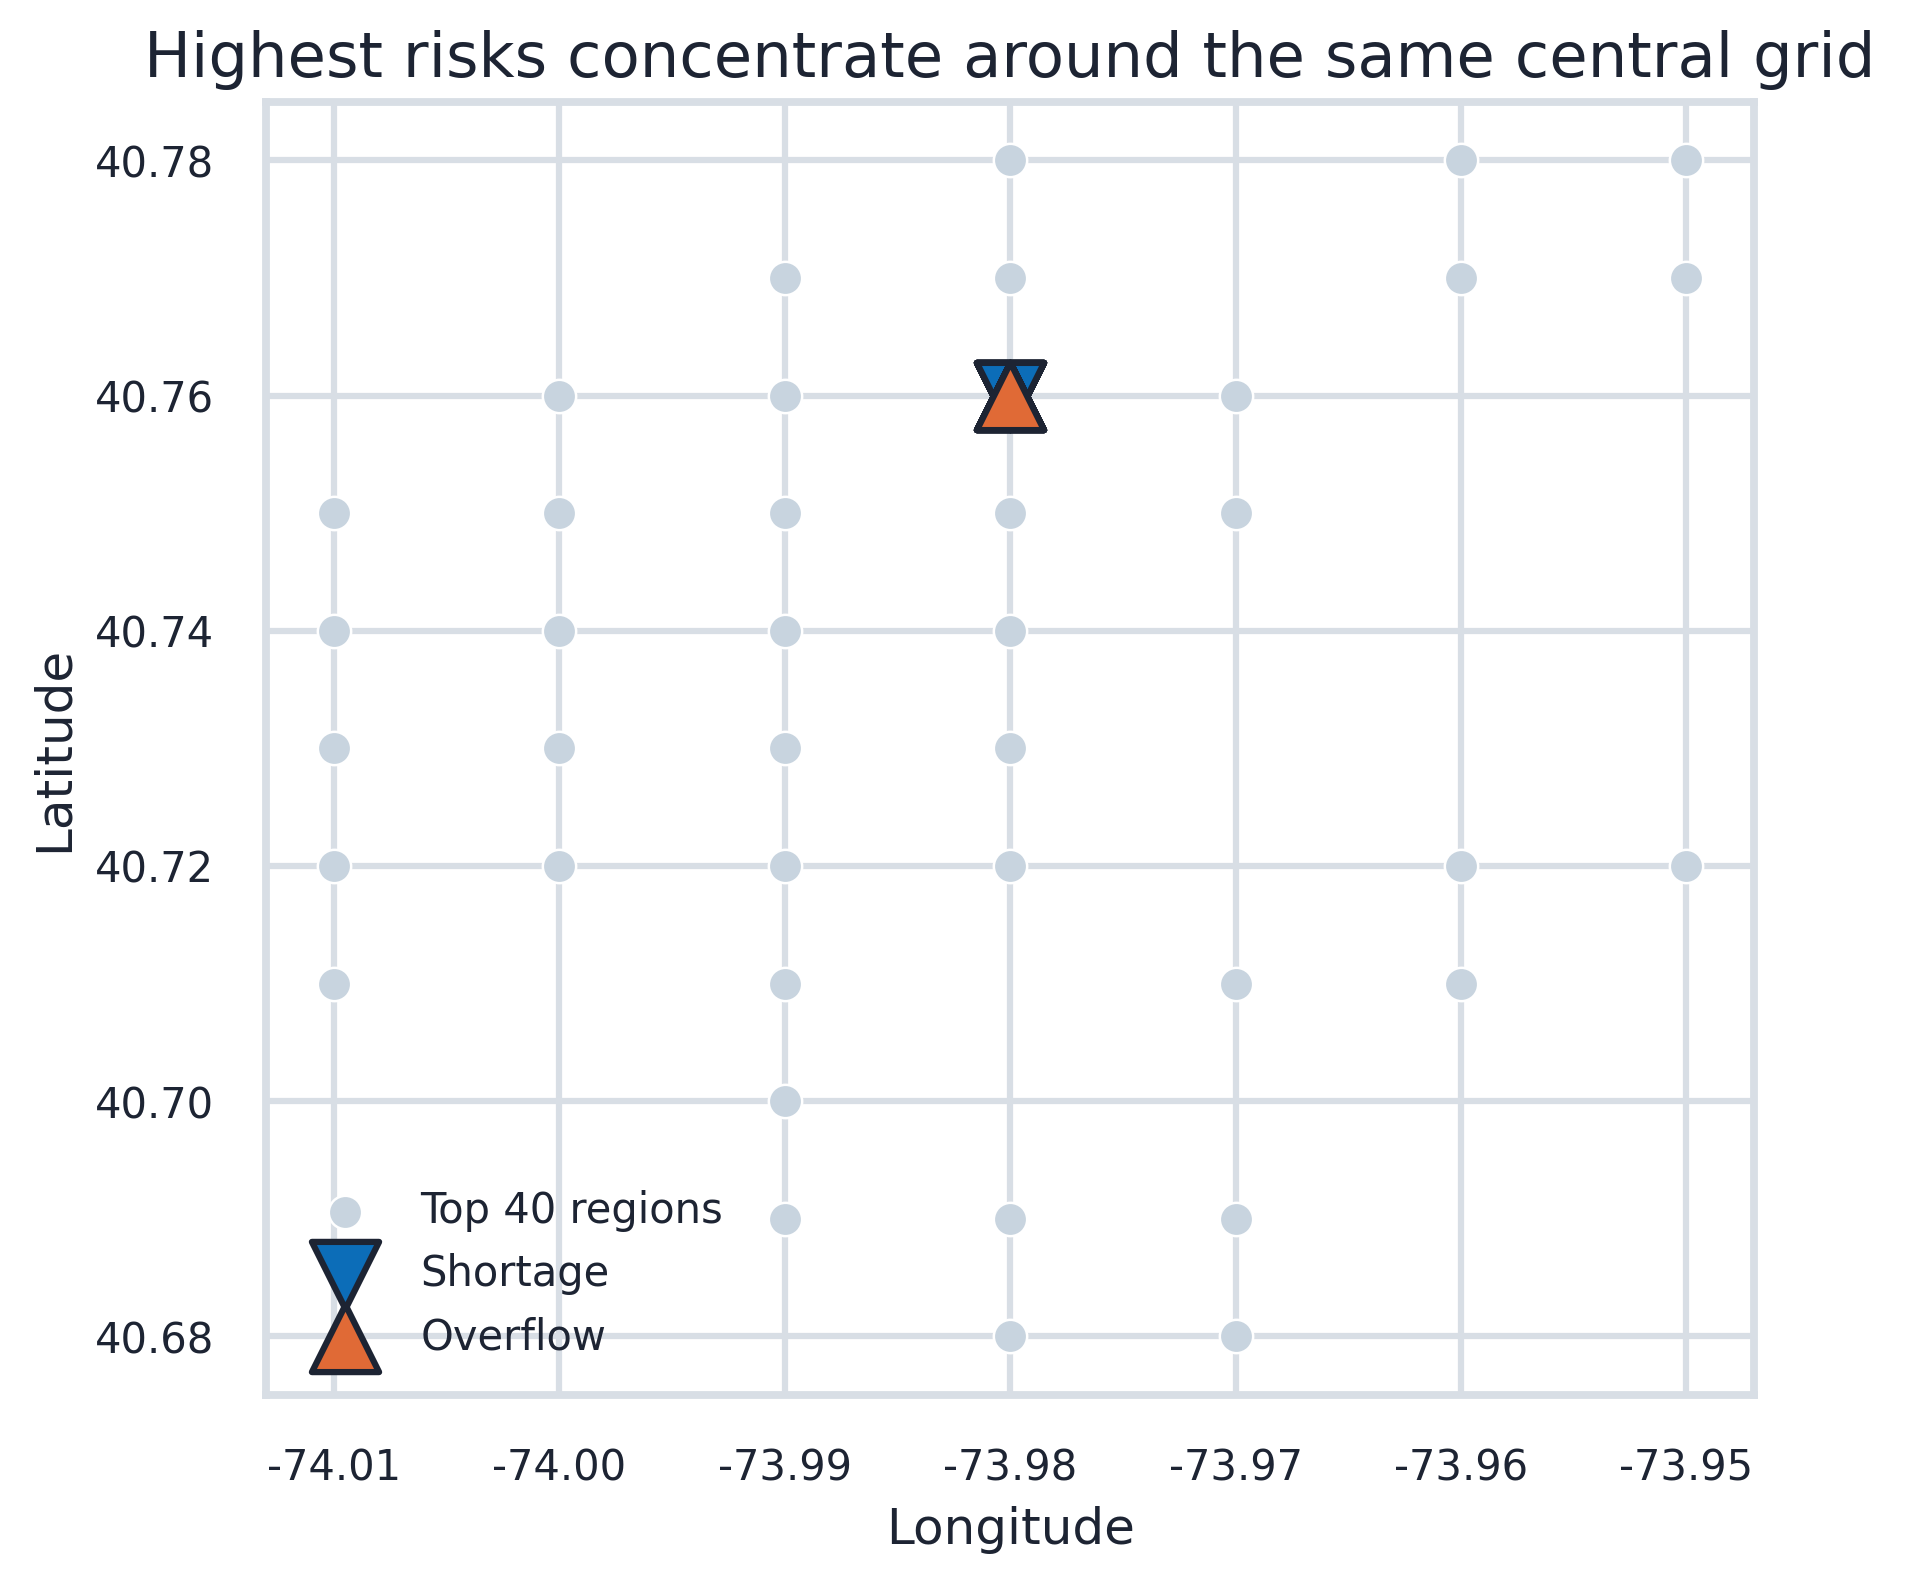 Highest risks concentrate around the same central grid
40.78
40.76
40.74
40.72
40.70
40.68
Latitude
Top 40 regions
Shortage
Overflow
-74.01
-74.00
-73.99
-73.98
-73.97
-73.96
-73.95
Longitude